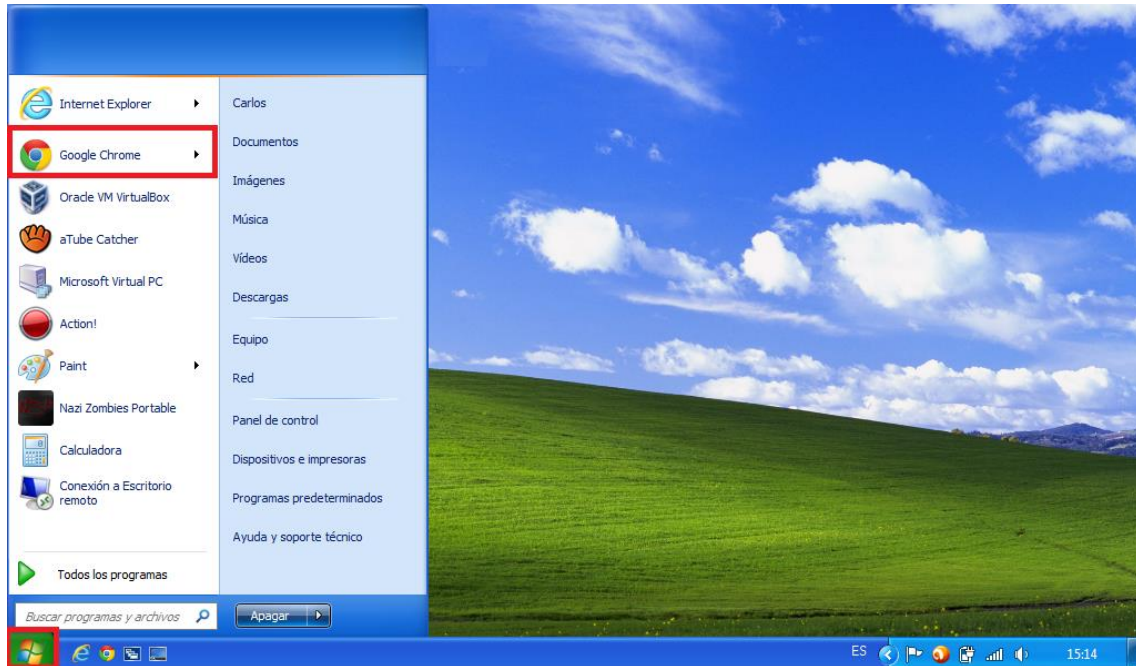 Internet Explorer
Google Chrome
Oracle VM VirtualBox
aTube Catcher
Microsoft Virtual PC
Action!
Paint
Nazi Zombies Portable
Calculadora
Conexión a Escritorio
remoto
Todos los programas
Buscar programas y archivos
Carlos
Documentos
Imágenes
Música
Vídeos
Descargas
Equipo
Red
Panel de control
Dispositivos e impresoras
Programas predeterminados
Ayuda y soporte técnico
Apagar
ES
15:14